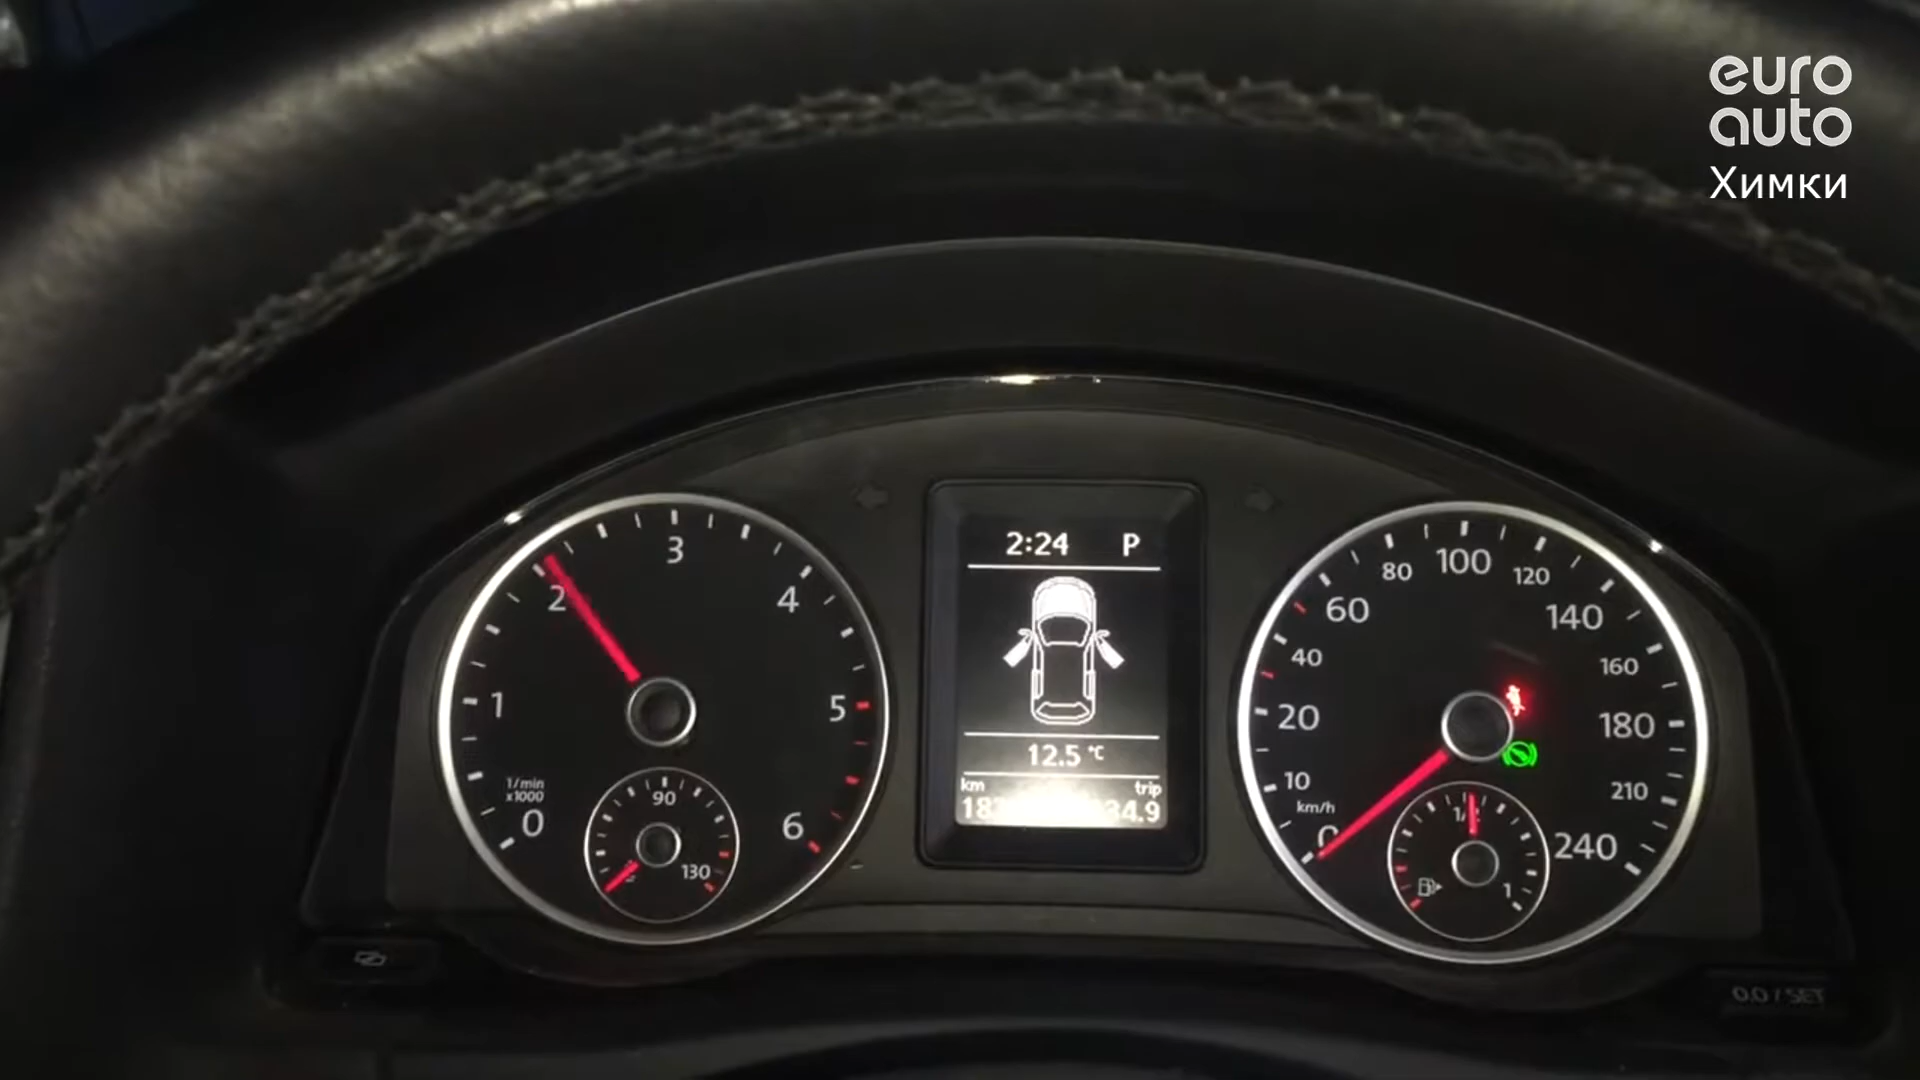 euro
auto
Химки
1/min
x1000
0
1
2
3
4
5
6
90
130
2:24 P
12.5 °C
km trip
km/h
0
10
20
40
60
80
100
120
140
160
180
210
240
1/2
1
0.0 / SET